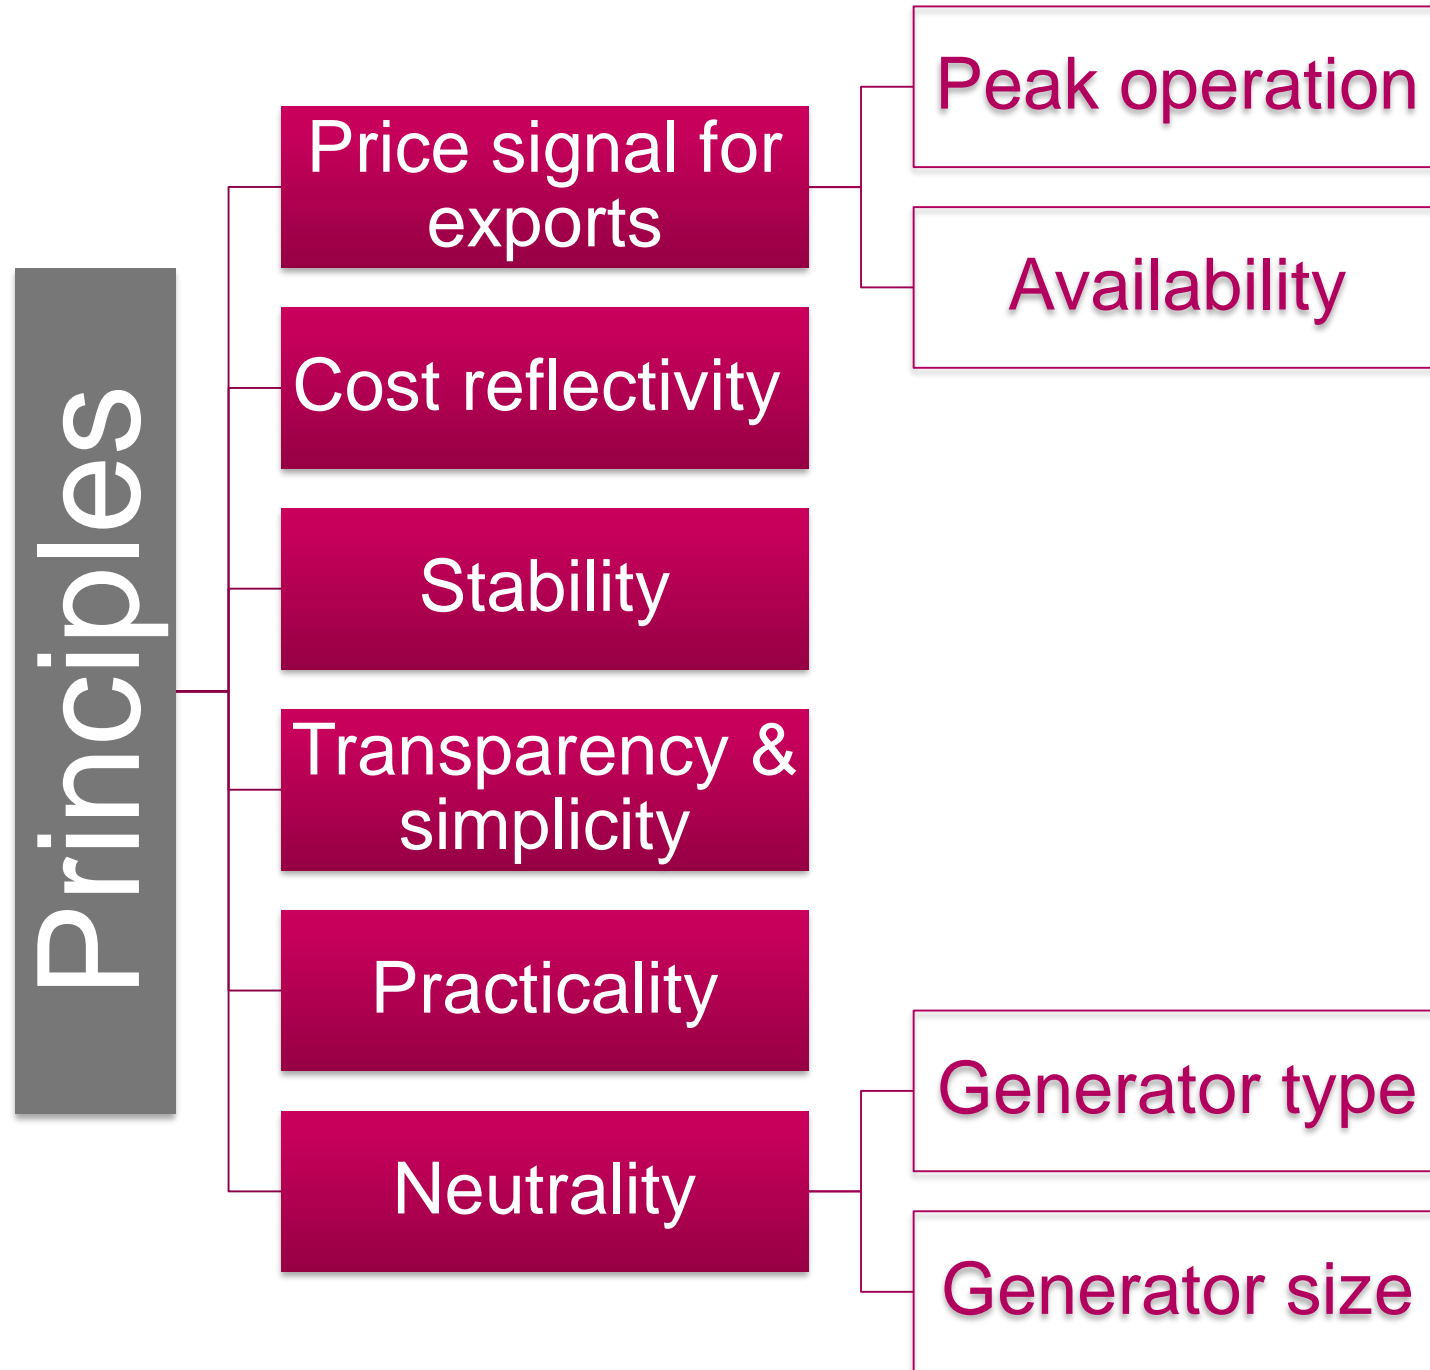 Principles
Price signal for
exports
Peak operation
Availability
Cost reflectivity
Stability
Transparency &
simplicity
Practicality
Neutrality
Generator type
Generator size